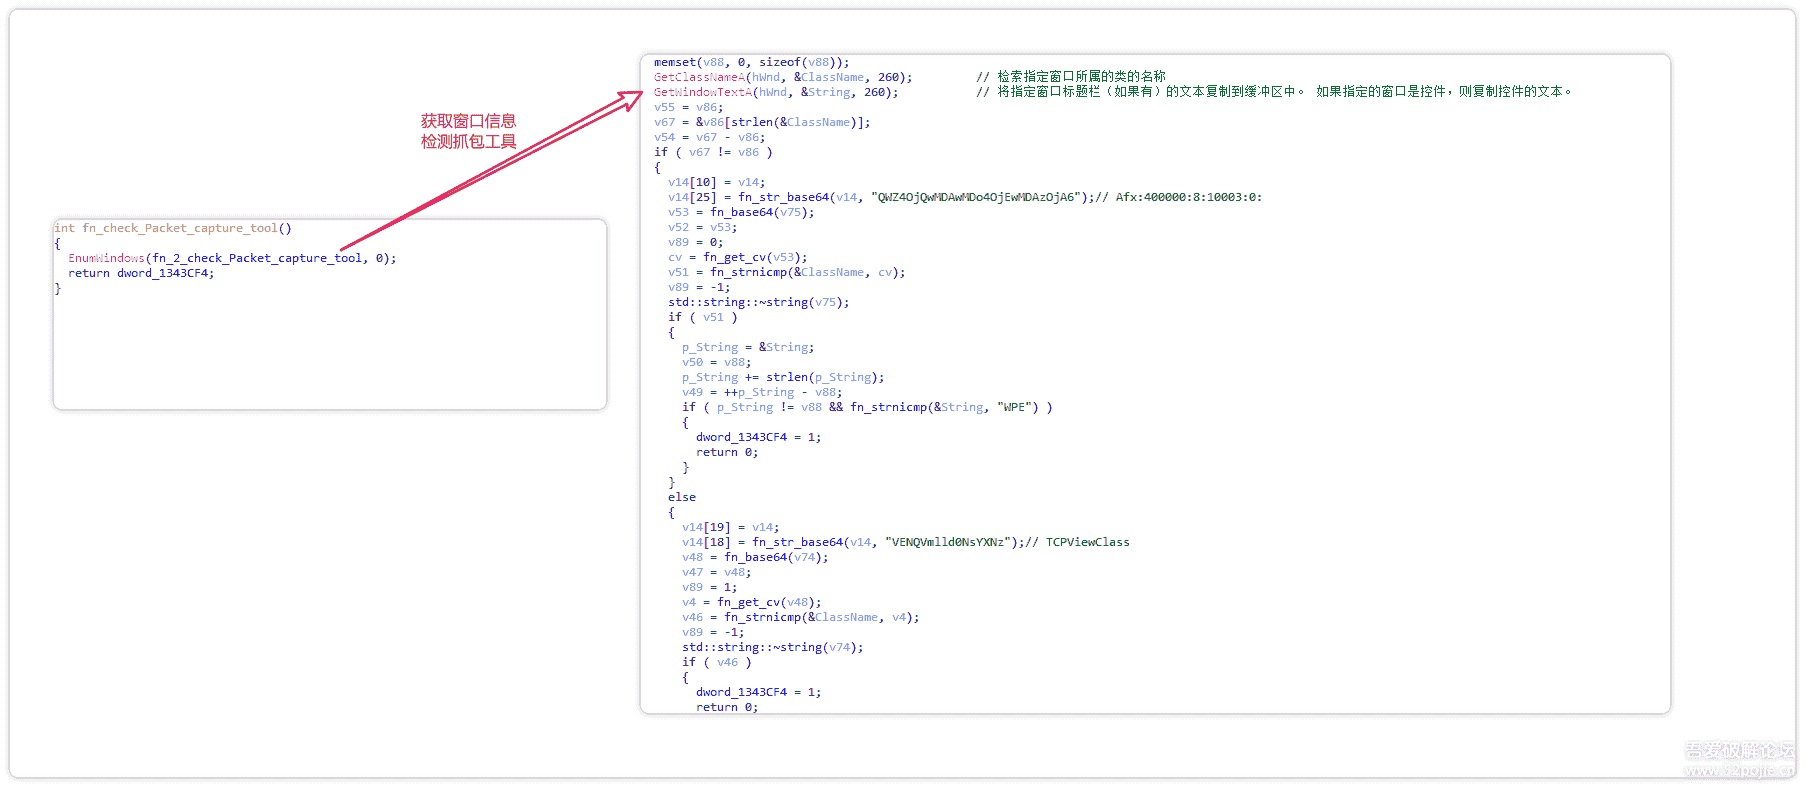 获取窗口信息
检测抓包工具
int fn_check_Packet_capture_tool()
{
EnumWindows(fn_2_check_Packet_capture_tool, 0);
return dword_1343CF4;
}
memset(v88, 0, sizeof(v88));
GetClassNameA(hWnd, &ClassName, 260); // 检索指定窗口所属的类的名称
GetWindowTextA(hWnd, &String, 260); // 将指定窗口标题栏（如果有）的文本复制到缓冲区中。 如果指定的窗口是控件，则复制控件的文本。
v55 = v86;
v67 = &v86[strlen(&ClassName)];
v54 = v67 - v86;
if ( v67 != v86 )
{
v14[10] = v14;
v14[25] = fn_str_base64(v14, "QWZ4OjQwMDAwMDo4OjEwMDAzOjA6");// Afx:400000:8:10003:0:
v53 = fn_base64(v75);
v52 = v53;
v89 = 0;
cv = fn_get_cv(v53);
v51 = fn_strnicmp(&ClassName, cv);
v89 = -1;
std::string::~string(v75);
if ( v51 )
{
p_String = &String;
v50 = v88;
p_String += strlen(p_String);
v49 = ++p_String - v88;
if ( p_String != v88 && fn_strnicmp(&String, "WPE") )
{
dword_1343CF4 = 1;
return 0;
}
}
else
{
v14[19] = v14;
v14[18] = fn_str_base64(v14, "VENQVmlld0NsYXNz");// TCPViewClass
v48 = fn_base64(v74);
v47 = v48;
v89 = 1;
v4 = fn_get_cv(v48);
v46 = fn_strnicmp(&ClassName, v4);
v89 = -1;
std::string::~string(v74);
if ( v46 )
{
dword_1343CF4 = 1;
return 0;
吾爱破解论坛
www.52pojie.cn